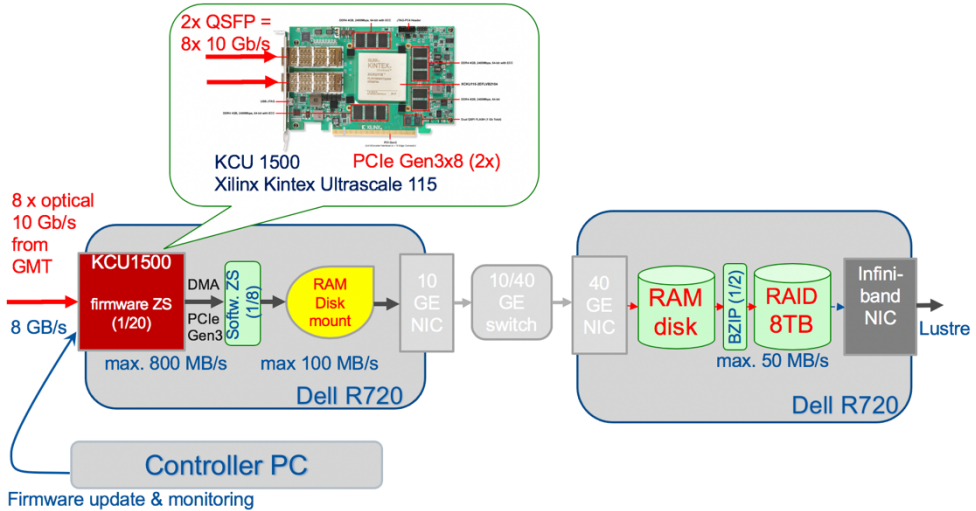 2x QSFP =
8x 10 Gb/s
KINTEX
XILINX
KCU 1500
PCIe Gen3x8 (2x)
Xilinx Kintex Ultrascale 115
8 x optical
10 Gb/s
from
GMT
8 GB/s
KCU1500
firmware ZS
(1/20)
DMA
PCIe
Gen3
Softw. ZS
(1/8)
RAM
Disk
mount
max. 800 MB/s
max 100 MB/s
Dell R720
10
GE
NIC
10/40
GE
switch
40
GE
NIC
RAM
disk
BZIP (1/2)
RAID
8TB
max. 50 MB/s
Infini-
band
NIC
Lustre
Dell R720
Controller PC
Firmware update & monitoring